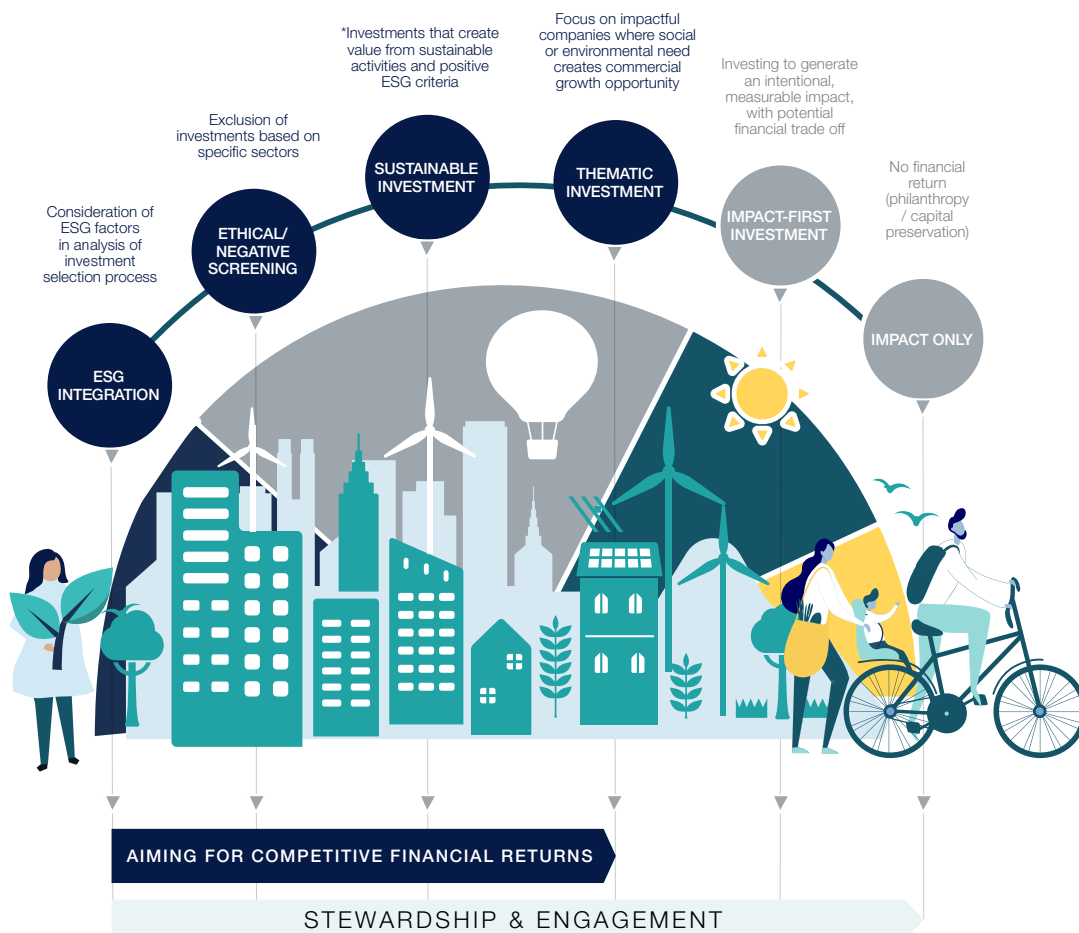 Consideration of
ESG factors
in analysis of
investment
selection process
ESG
INTEGRATION
Exclusion of
investments based on
specific sectors
ETHICAL/
NEGATIVE
SCREENING
*Investments that create
value from sustainable
activities and positive
ESG criteria
SUSTAINABLE
INVESTMENT
Focus on impactful
companies where social
or environmental need
creates commercial
growth opportunity
THEMATIC
INVESTMENT
Investing to generate
an intentional,
measurable impact,
with potential
financial trade off
IMPACT-FIRST
INVESTMENT
No financial
return
(philanthropy
/ capital
preservation)
IMPACT ONLY
AIMING FOR COMPETITIVE FINANCIAL RETURNS
STEWARDSHIP & ENGAGEMENT